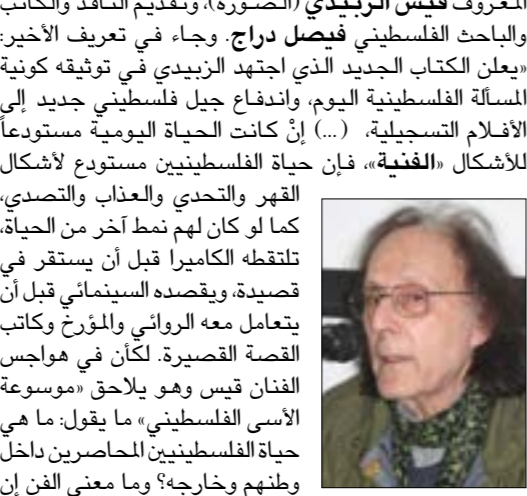 المعروف قيس الزبيدي (الصورة)، وتقديم الناقد والكاتب
والباحث الفلسطيني فيصل دراج. وجاء في تعريف الأخير:
«يعلن الكتاب الجديد الذي اجتهد الزبيدي في توثيقه كونية
المسألة الفلسطينية اليوم، واندفاع جيل فلسطيني جديد إلى
الأفلام التسجيلية، (...) إنْ كانت الحياة اليومية مستودعاً
للأشكال «الفنية»، فإن حياة الفلسطينيين مستودع لأشكال
القهر والتحدي والعذاب والتصدي،
كما لو كان لهم نمط آخر من الحياة،
تلتقطه الكاميرا قبل أن يستقر في
قصيدة، ويقصده السينمائي قبل أن
يتعامل معه الروائي والمؤرخ وكاتب
القصة القصيرة. لكأن في هواجس
الفنان قيس وهو يلاحق «موسوعة
الأسى الفلسطيني» ما يقول: ما هي
حياة الفلسطينيين المحاصرين داخل
وطنهم وخارجه؟ وما معنى الفن إن